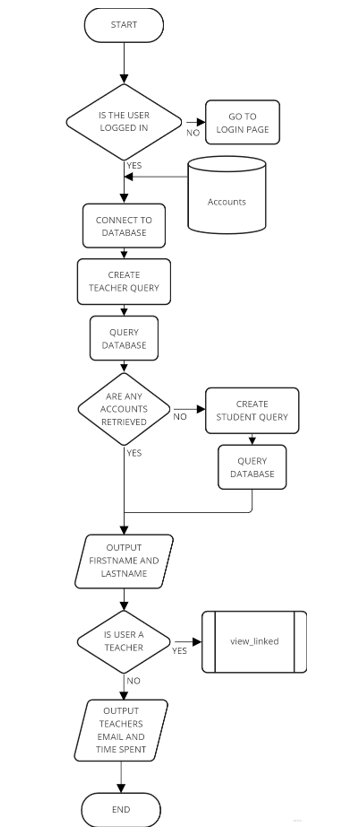 START
IS THE USER
LOGGED IN
NO
GO TO
LOGIN PAGE
YES
Accounts
CONNECT TO
DATABASE
CREATE
TEACHER QUERY
QUERY
DATABASE
ARE ANY
ACCOUNTS
RETRIEVED
NO
CREATE
STUDENT QUERY
YES
QUERY
DATABASE
OUTPUT
FIRSTNAME AND
LASTNAME
IS USER A
TEACHER
YES
view_linked
NO
OUTPUT
TEACHERS
EMAIL AND
TIME SPENT
END